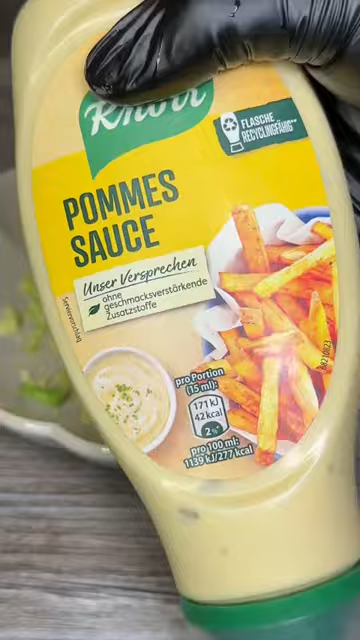 Knorr
FLASCHE
RECYCLINGFÄHIG**
POMMES
SAUCE
Unser Versprechen
ohne
geschmacksverstärkende
Zusatzstoffe
Serviervorschlag
pro Portion
(15 ml):
171 kJ
42 kcal
2%*
pro 100 ml:
1139 kJ/277 kcal